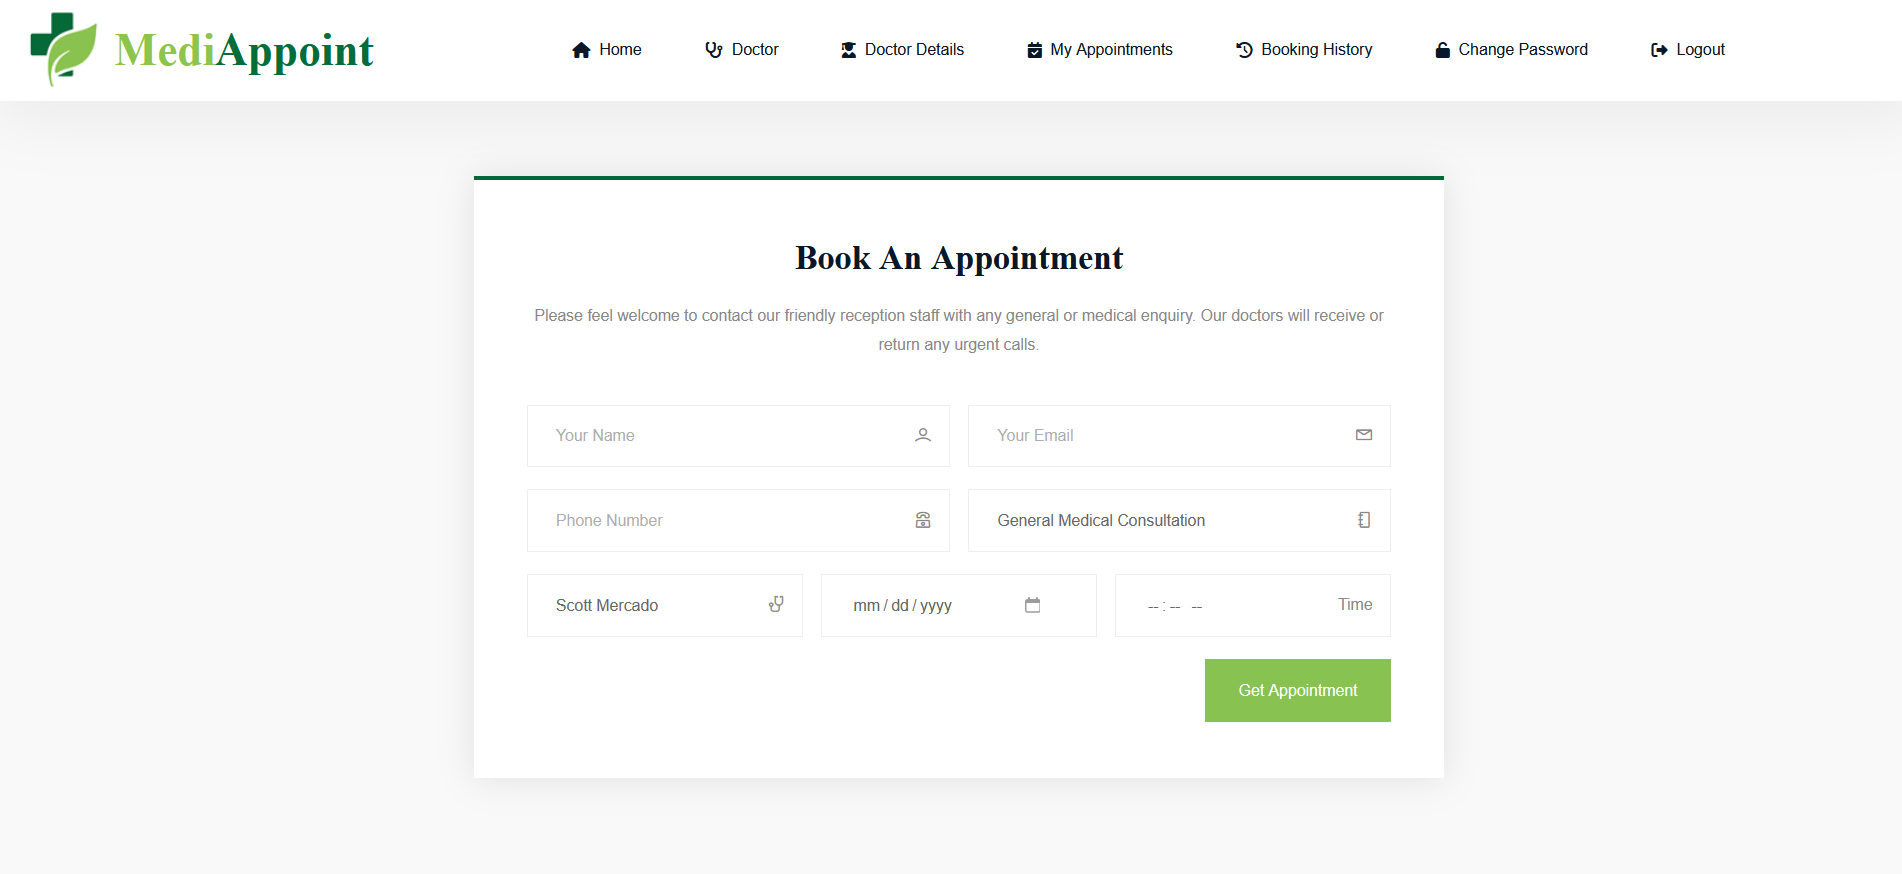 MediAppoint
Home
Doctor
Doctor Details
My Appointments
Booking History
Change Password
Logout
Book An Appointment
Please feel welcome to contact our friendly reception staff with any general or medical enquiry. Our doctors will receive or
return any urgent calls.
Your Name
Your Email
Phone Number
General Medical Consultation
Scott Mercado
mm / dd / yyyy
-- : -- --
Time
Get Appointment